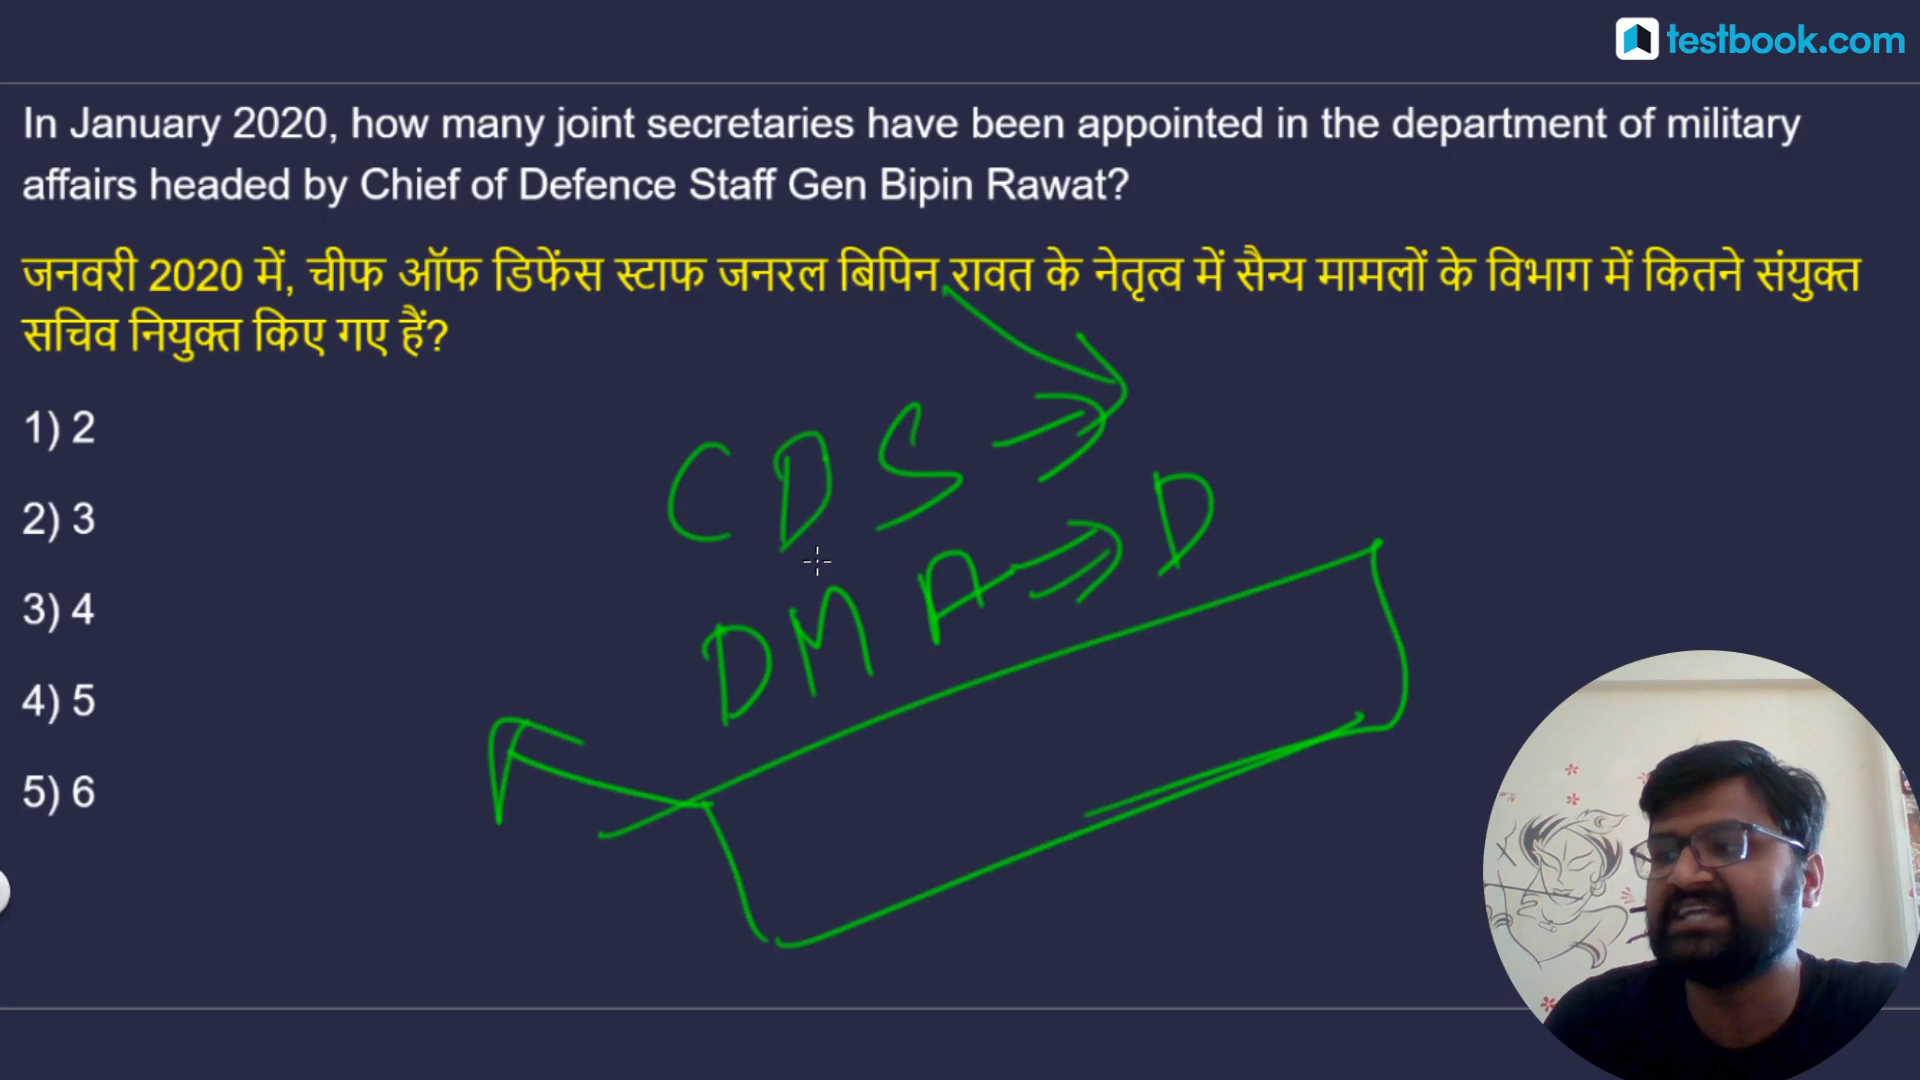 testbook.com
In January 2020, how many joint secretaries have been appointed in the department of military
affairs headed by Chief of Defence Staff Gen Bipin Rawat?
जनवरी 2020 में, चीफ ऑफ डिफेंस स्टाफ जनरल बिपिन रावत के नेतृत्व में सैन्य मामलों के विभाग में कितने संयुक्त
सचिव नियुक्त किए गए हैं?
1) 2
2) 3
3) 4
4) 5
5) 6
CDS
DMA → D